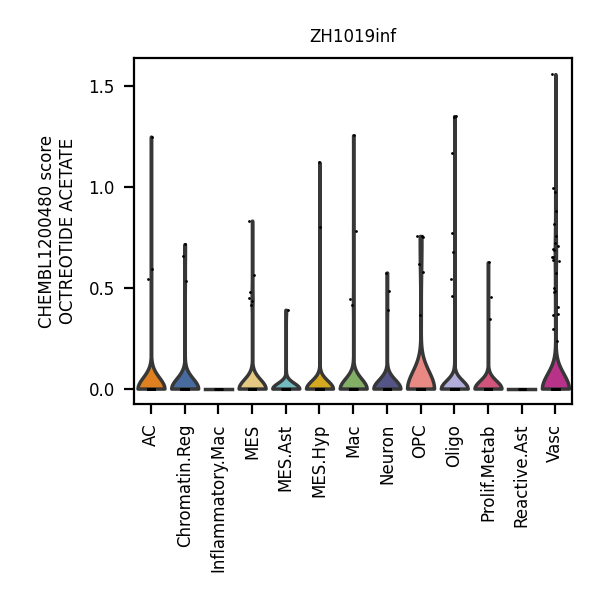 ZH1019inf
CHEMBL1200480 score
OCTREOTIDE ACETATE
1.5
1.0
0.5
0.0
AC
Chromatin.Reg
Inflammatory.Mac
MES
MES.Ast
MES.Hyp
Mac
Neuron
OPC
Oligo
Prolif.Metab
Reactive.Ast
Vasc